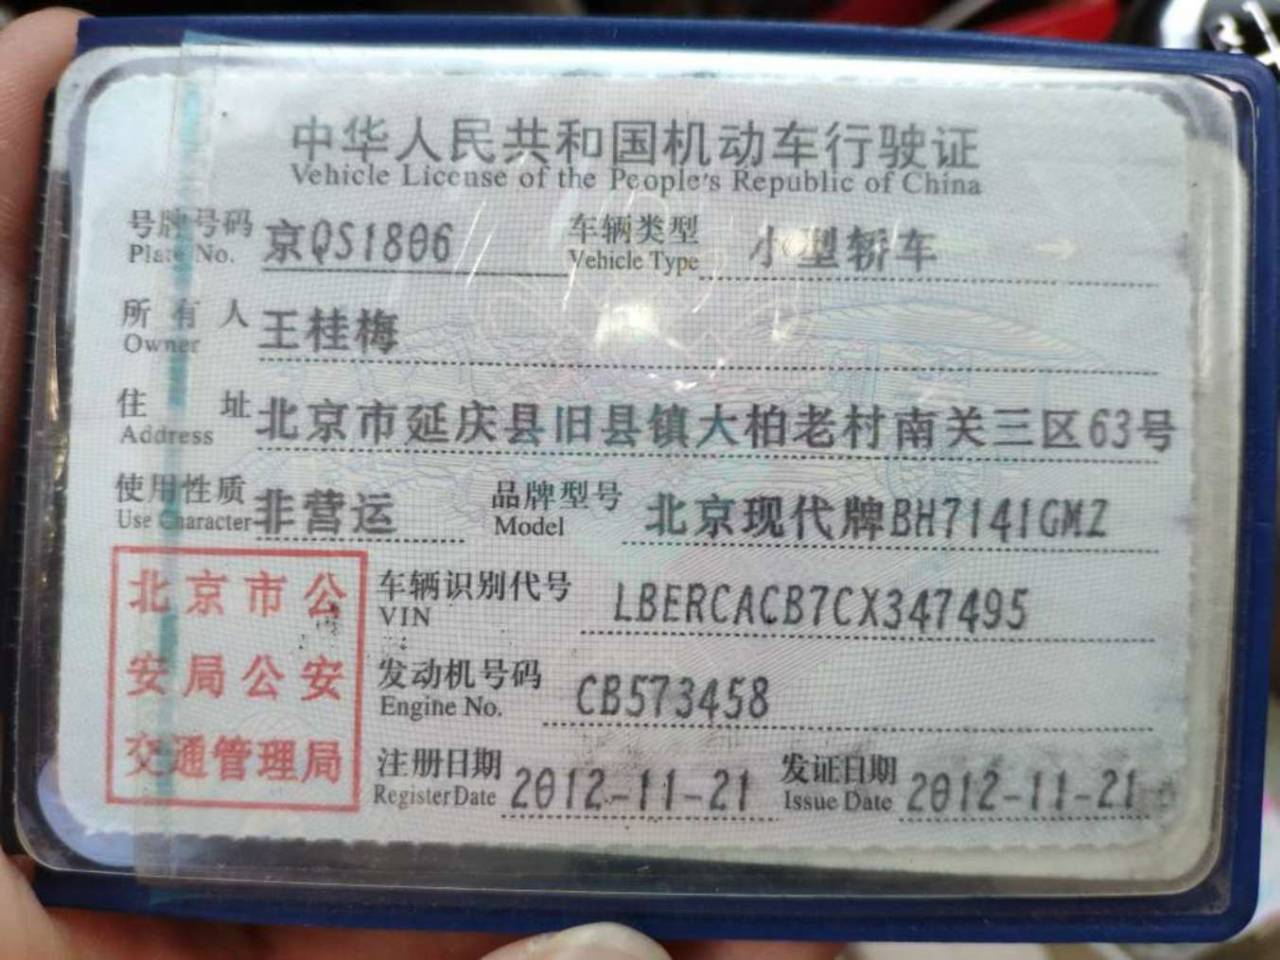 中华人民共和国机动车行驶证
Vehicle License of the People's Republic of China
号牌号码 京QS1806 车辆类型 小型轿车
Plate No. Vehicle Type
所有人 王桂梅
Owner
住址 北京市延庆县旧县镇大柏老村南关三区63号
Address
使用性质 非营运 品牌型号 北京现代牌BH7141GMZ
Use Character Model
北京市公
安局公安
交通管理局
车辆识别代号 LBERCACB7CX347495
VIN
发动机号码 CB573458
Engine No.
注册日期 2012-11-21 发证日期 2012-11-21
Register Date Issue Date